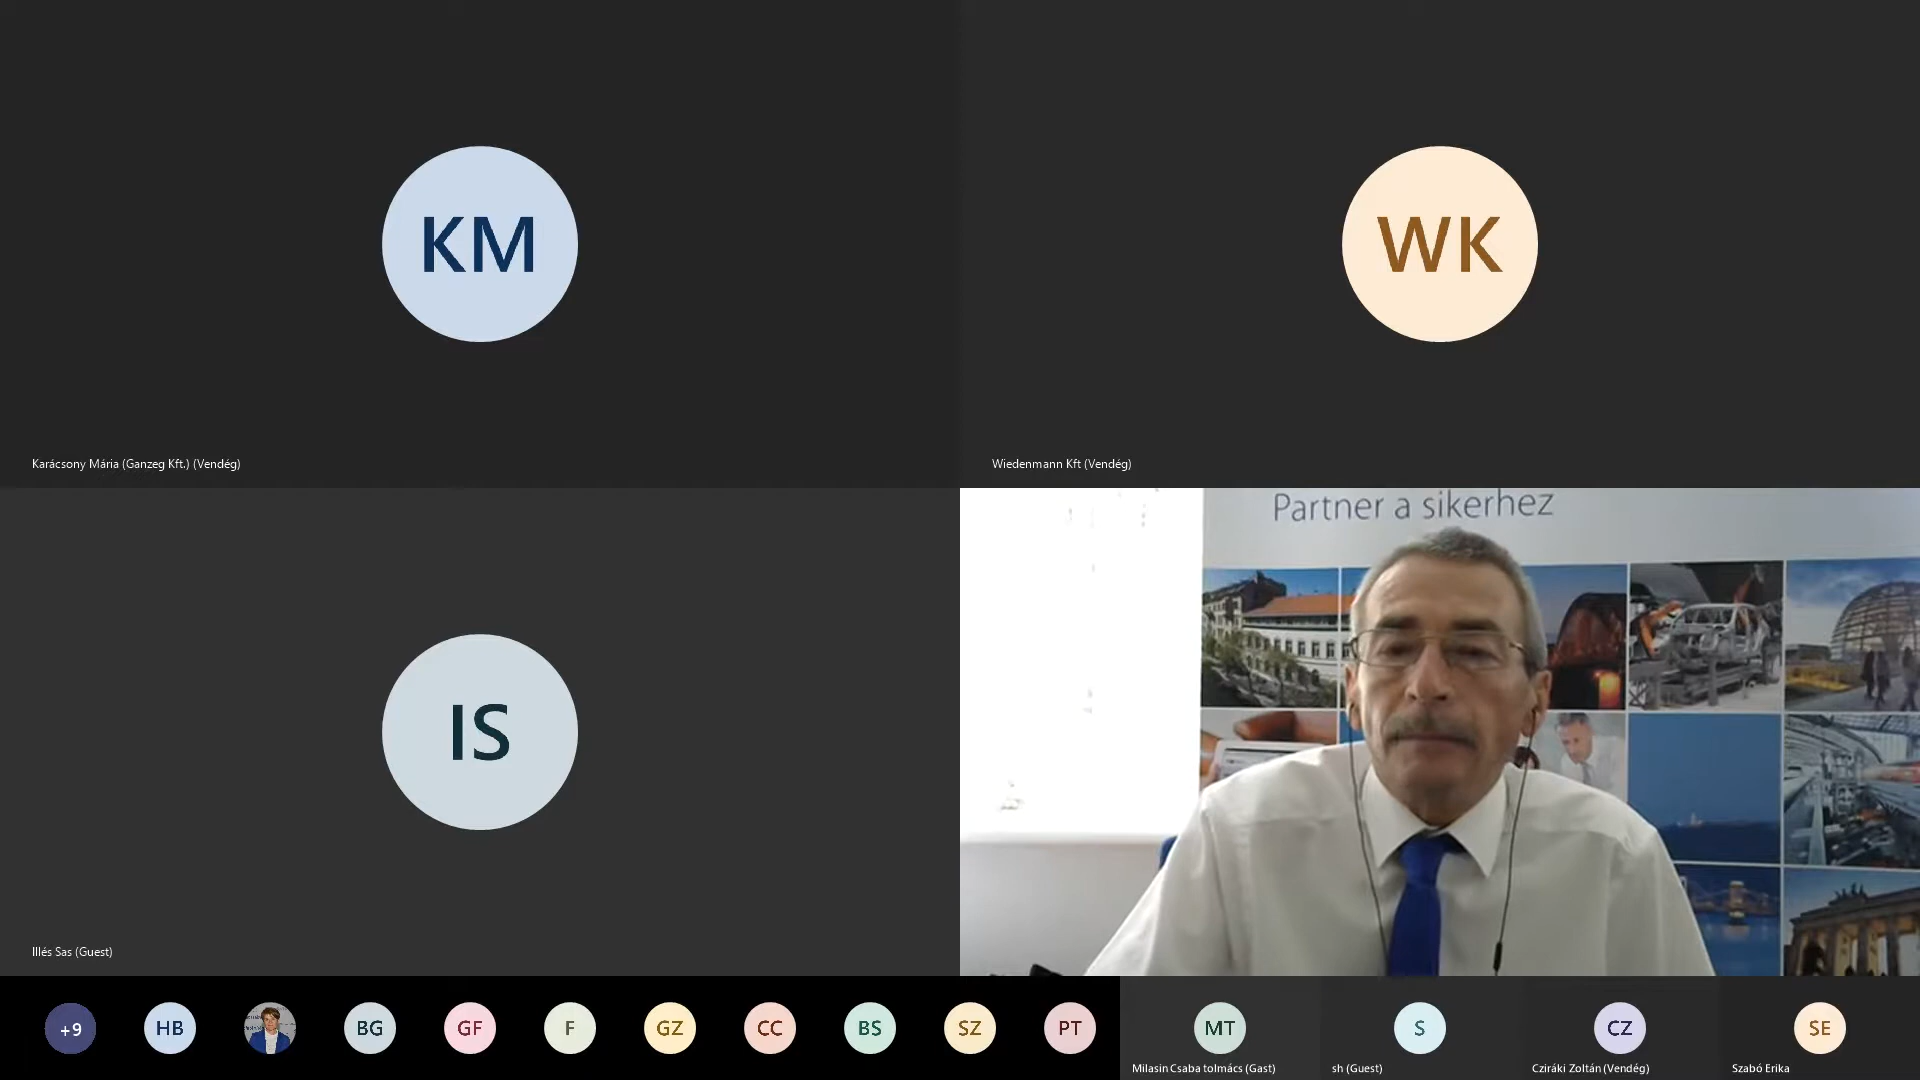 KM
WK
Karácsony Mária (Ganzeg Kft.) (Vendég)
Wiedenmann Kft (Vendég)
IS
Partner a sikerhez
Illés Sas (Guest)
+9
HB
BG
GF
F
GZ
CC
BS
SZ
PT
MT
S
CZ
SE
Milasin Csaba tolmács (Gast)
sh (Guest)
Cziráki Zoltán (Vendég)
Szabó Erika